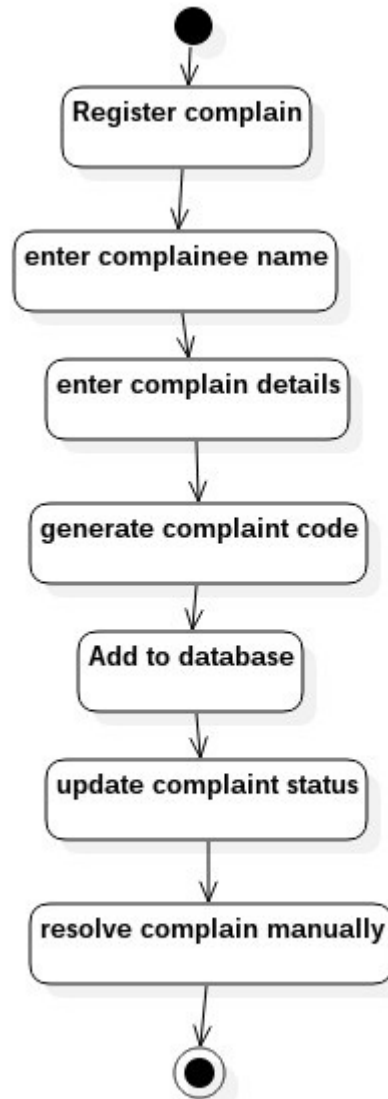 Register complain
enter complainee name
enter complain details
generate complaint code
Add to database
update complaint status
resolve complain manually